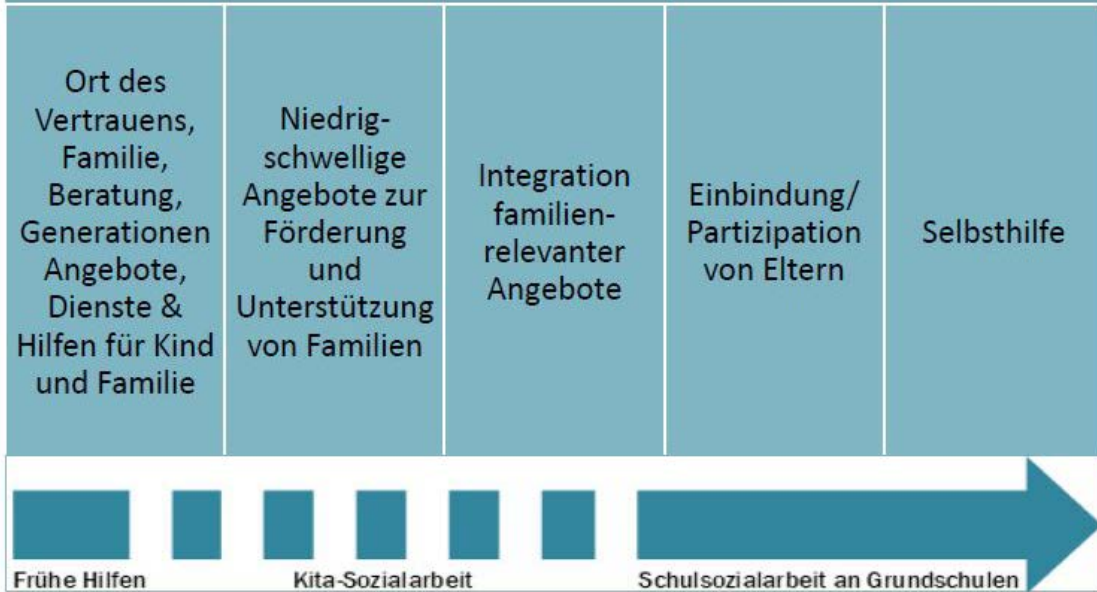 Ort des
Vertrauens,
Familie,
Beratung,
Generationen
Angebote,
Dienste &
Hilfen für Kind
und Familie
Niedrig-
schwellige
Angebote zur
Förderung
und
Unterstützung
von Familien
Integration
familien-
relevanter
Angebote
Einbindung/
Partizipation
von Eltern
Selbsthilfe
Frühe Hilfen
Kita-Sozialarbeit
Schulsozialarbeit an Grundschulen